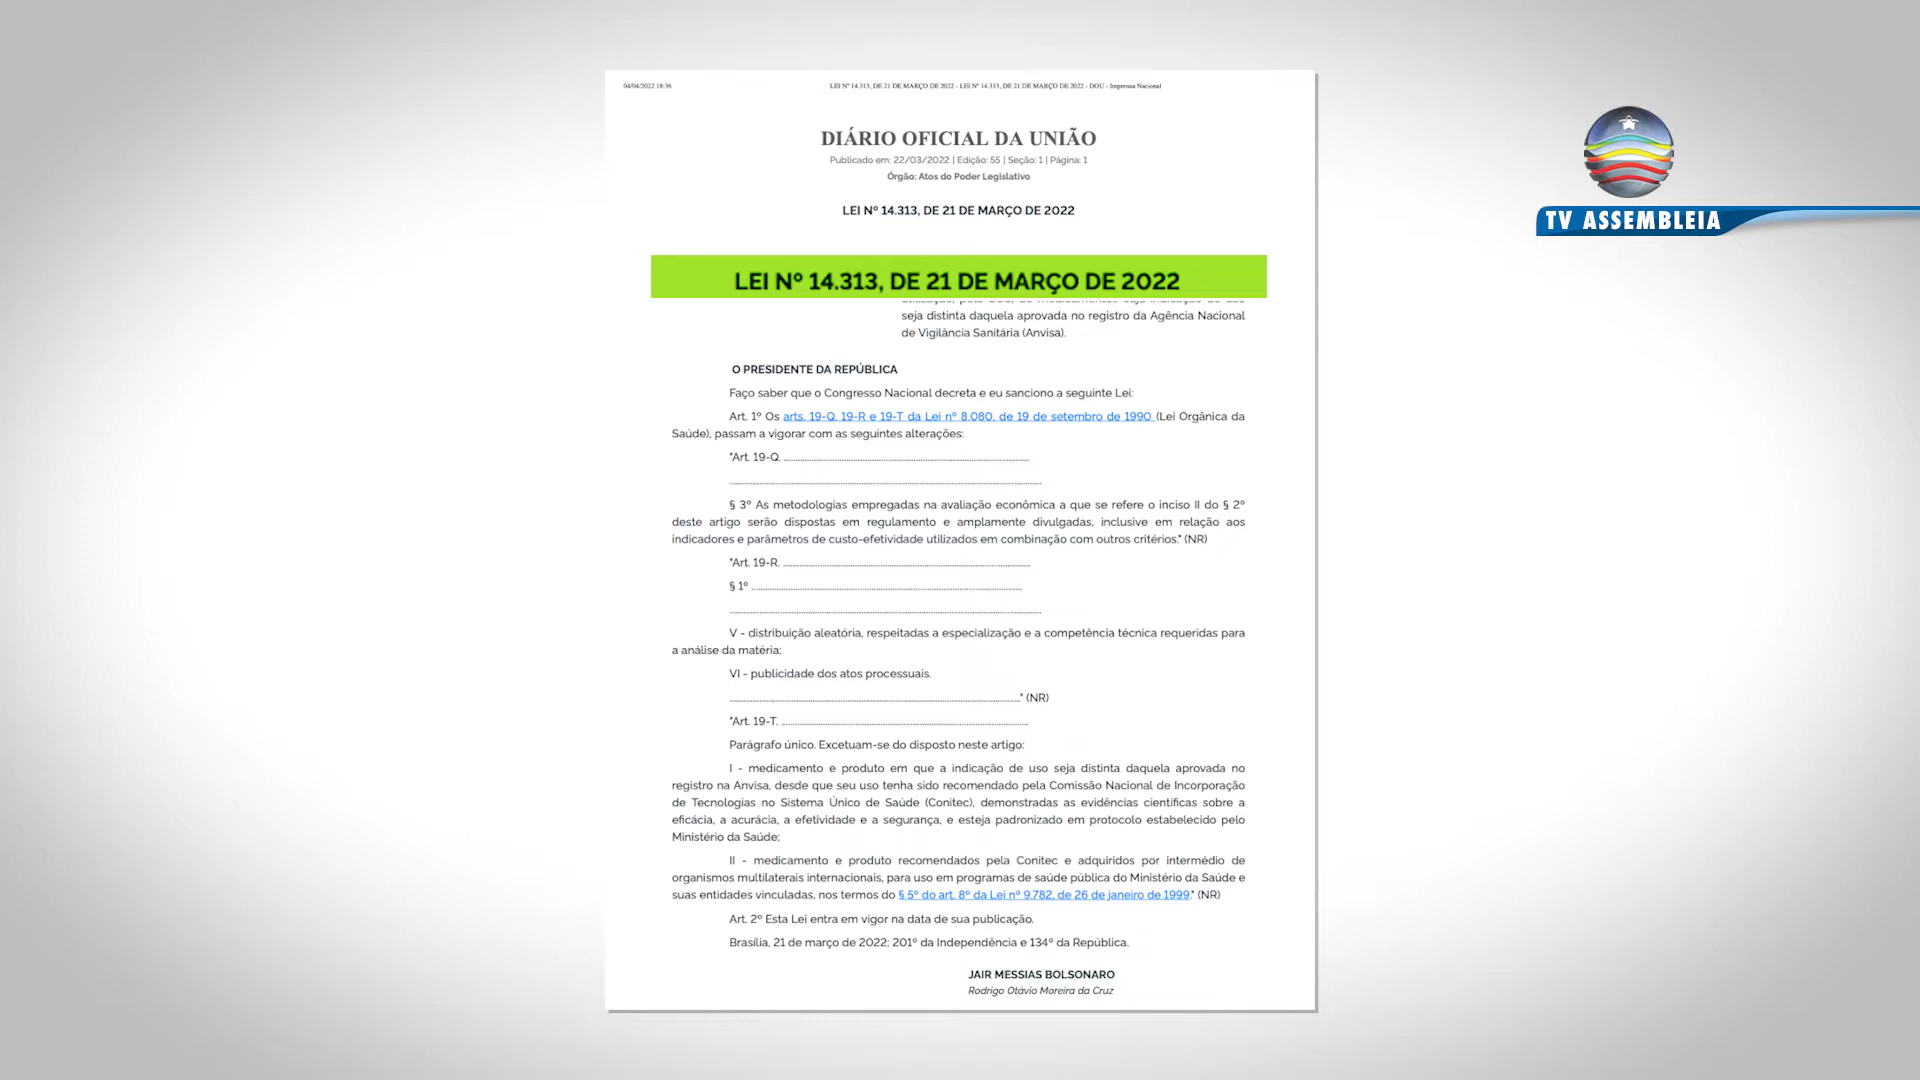 04/04/2022 18:36
LEI Nº 14.313, DE 21 DE MARÇO DE 2022 - LEI Nº 14.313, DE 21 DE MARÇO DE 2022 - DOU - Imprensa Nacional
DIÁRIO OFICIAL DA UNIÃO
Publicado em: 22/03/2022 | Edição: 55 | Seção: 1 | Página: 1
Órgão: Atos do Poder Legislativo
LEI Nº 14.313, DE 21 DE MARÇO DE 2022
TV ASSEMBLEIA
LEI Nº 14.313, DE 21 DE MARÇO DE 2022
seja distinta daquela aprovada no registro da Agência Nacional
de Vigilância Sanitária (Anvisa).
O PRESIDENTE DA REPÚBLICA
Faço saber que o Congresso Nacional decreta e eu sanciono a seguinte Lei:
Art. 1º Os arts. 19-Q, 19-R e 19-T da Lei nº 8.080, de 19 de setembro de 1990 (Lei Orgânica da
Saúde), passam a vigorar com as seguintes alterações:
"Art. 19-Q. ..........................................................................................
...................................................................................................................
§ 3º As metodologias empregadas na avaliação econômica a que se refere o inciso II do § 2º
deste artigo serão dispostas em regulamento e amplamente divulgadas, inclusive em relação aos
indicadores e parâmetros de custo-efetividade utilizados em combinação com outros critérios." (NR)
"Art. 19-R. ...........................................................................................
§ 1º ....................................................................................................
...................................................................................................................
V - distribuição aleatória, respeitadas a especialização e a competência técnica requeridas para
a análise da matéria;
VI - publicidade dos atos processuais.
..........................................................................................................." (NR)
"Art. 19-T. ...........................................................................................
Parágrafo único. Excetuam-se do disposto neste artigo:
I - medicamento e produto em que a indicação de uso seja distinta daquela aprovada no
registro na Anvisa, desde que seu uso tenha sido recomendado pela Comissão Nacional de Incorporação
de Tecnologias no Sistema Único de Saúde (Conitec), demonstradas as evidências científicas sobre a
eficácia, a acurácia, a efetividade e a segurança, e esteja padronizado em protocolo estabelecido pelo
Ministério da Saúde;
II - medicamento e produto recomendados pela Conitec e adquiridos por intermédio de
organismos multilaterais internacionais, para uso em programas de saúde pública do Ministério da Saúde e
suas entidades vinculadas, nos termos do § 5º do art. 8º da Lei nº 9.782, de 26 de janeiro de 1999." (NR)
Art. 2º Esta Lei entra em vigor na data de sua publicação.
Brasília, 21 de março de 2022; 201º da Independência e 134º da República.
JAIR MESSIAS BOLSONARO
Rodrigo Otávio Moreira da Cruz